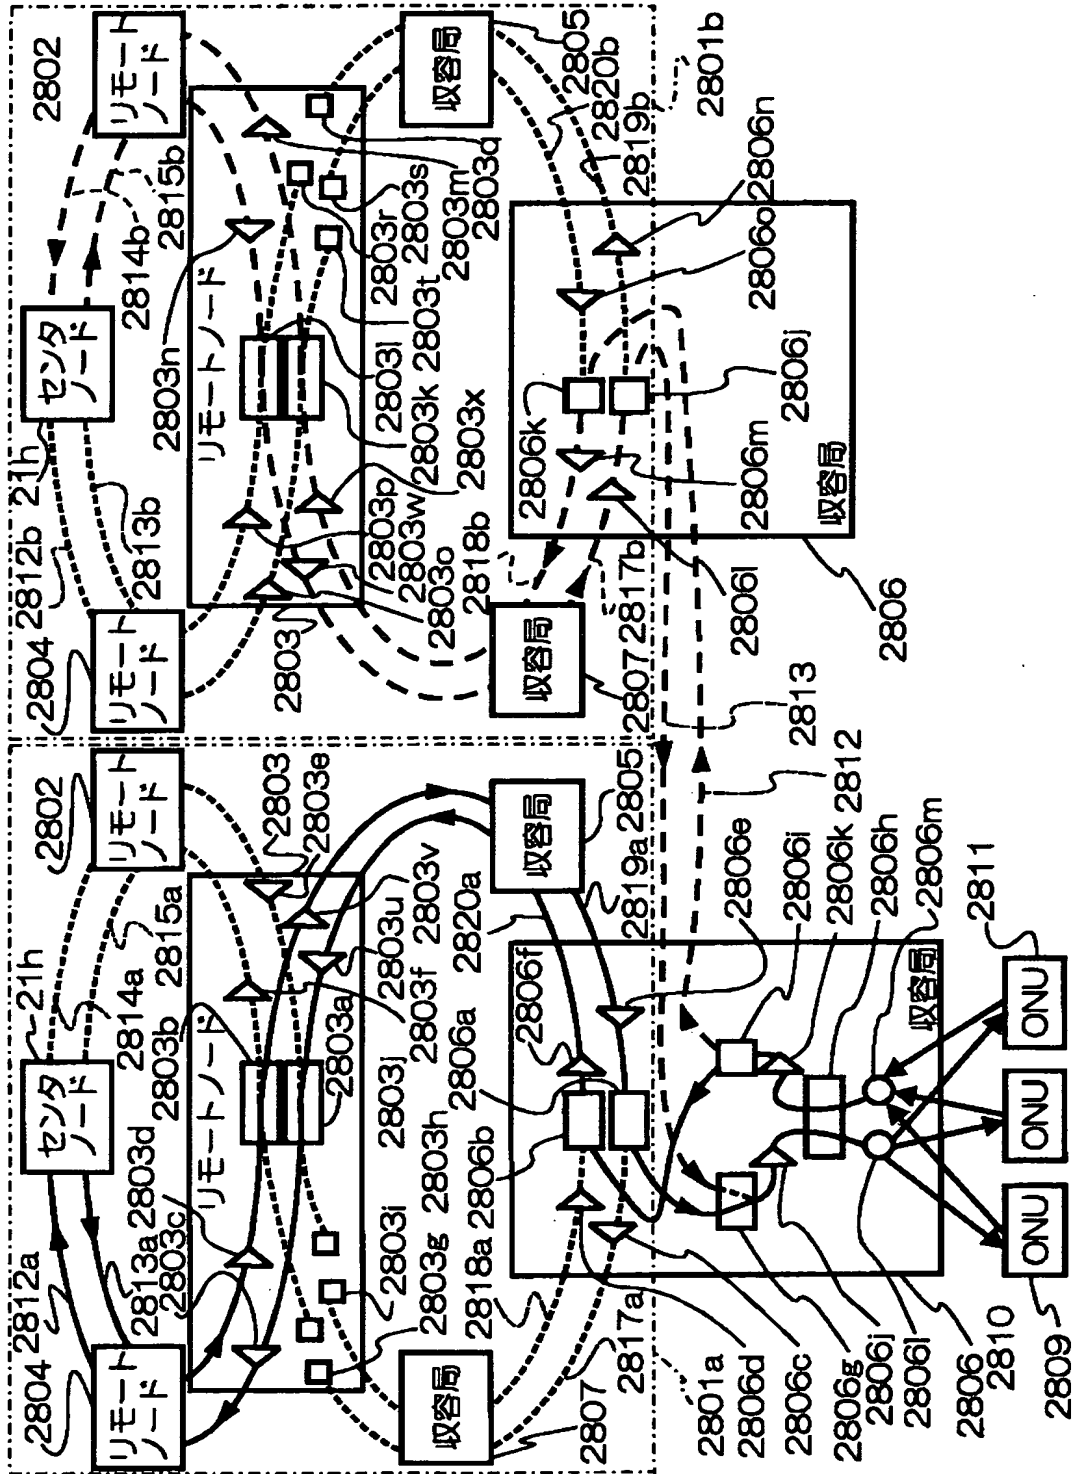 2804
2812a
2813a
2803c
2803d
センタ
ノード
21h
2814a
2815a
2802
リモート
ノード
リモート
ノード
リモートノード
2803b
2803a
2803f
2803u
2803v
2803e
2803
2803j
2803h
2803i
2803g
収容局
2807
2818a
2817a
2806b
2806a
2806f
2820a
2819a
収容局
2805
2801a
2806d
2806c
2806g
2806j
2806l
2806
2810
2809
2806e
2806i
2806k
2806h
2806m
2811
収容局
ONU
ONU
ONU
2812
2813
2804
2812b
2813b
21h
センタ
ノード
2814b
2815b
2802
リモート
ノード
リモート
ノード
2803n
リモートノード
2803
2803o
2803w
2803p
2803x
2803k
2803l
2803t
2803r
2803s
2803m
2803q
収容局
2807
2818b
2817b
収容局
2805
2820b
2819b
2801b
2806k
2806m
2806l
2806j
2806o
2806n
収容局
2806